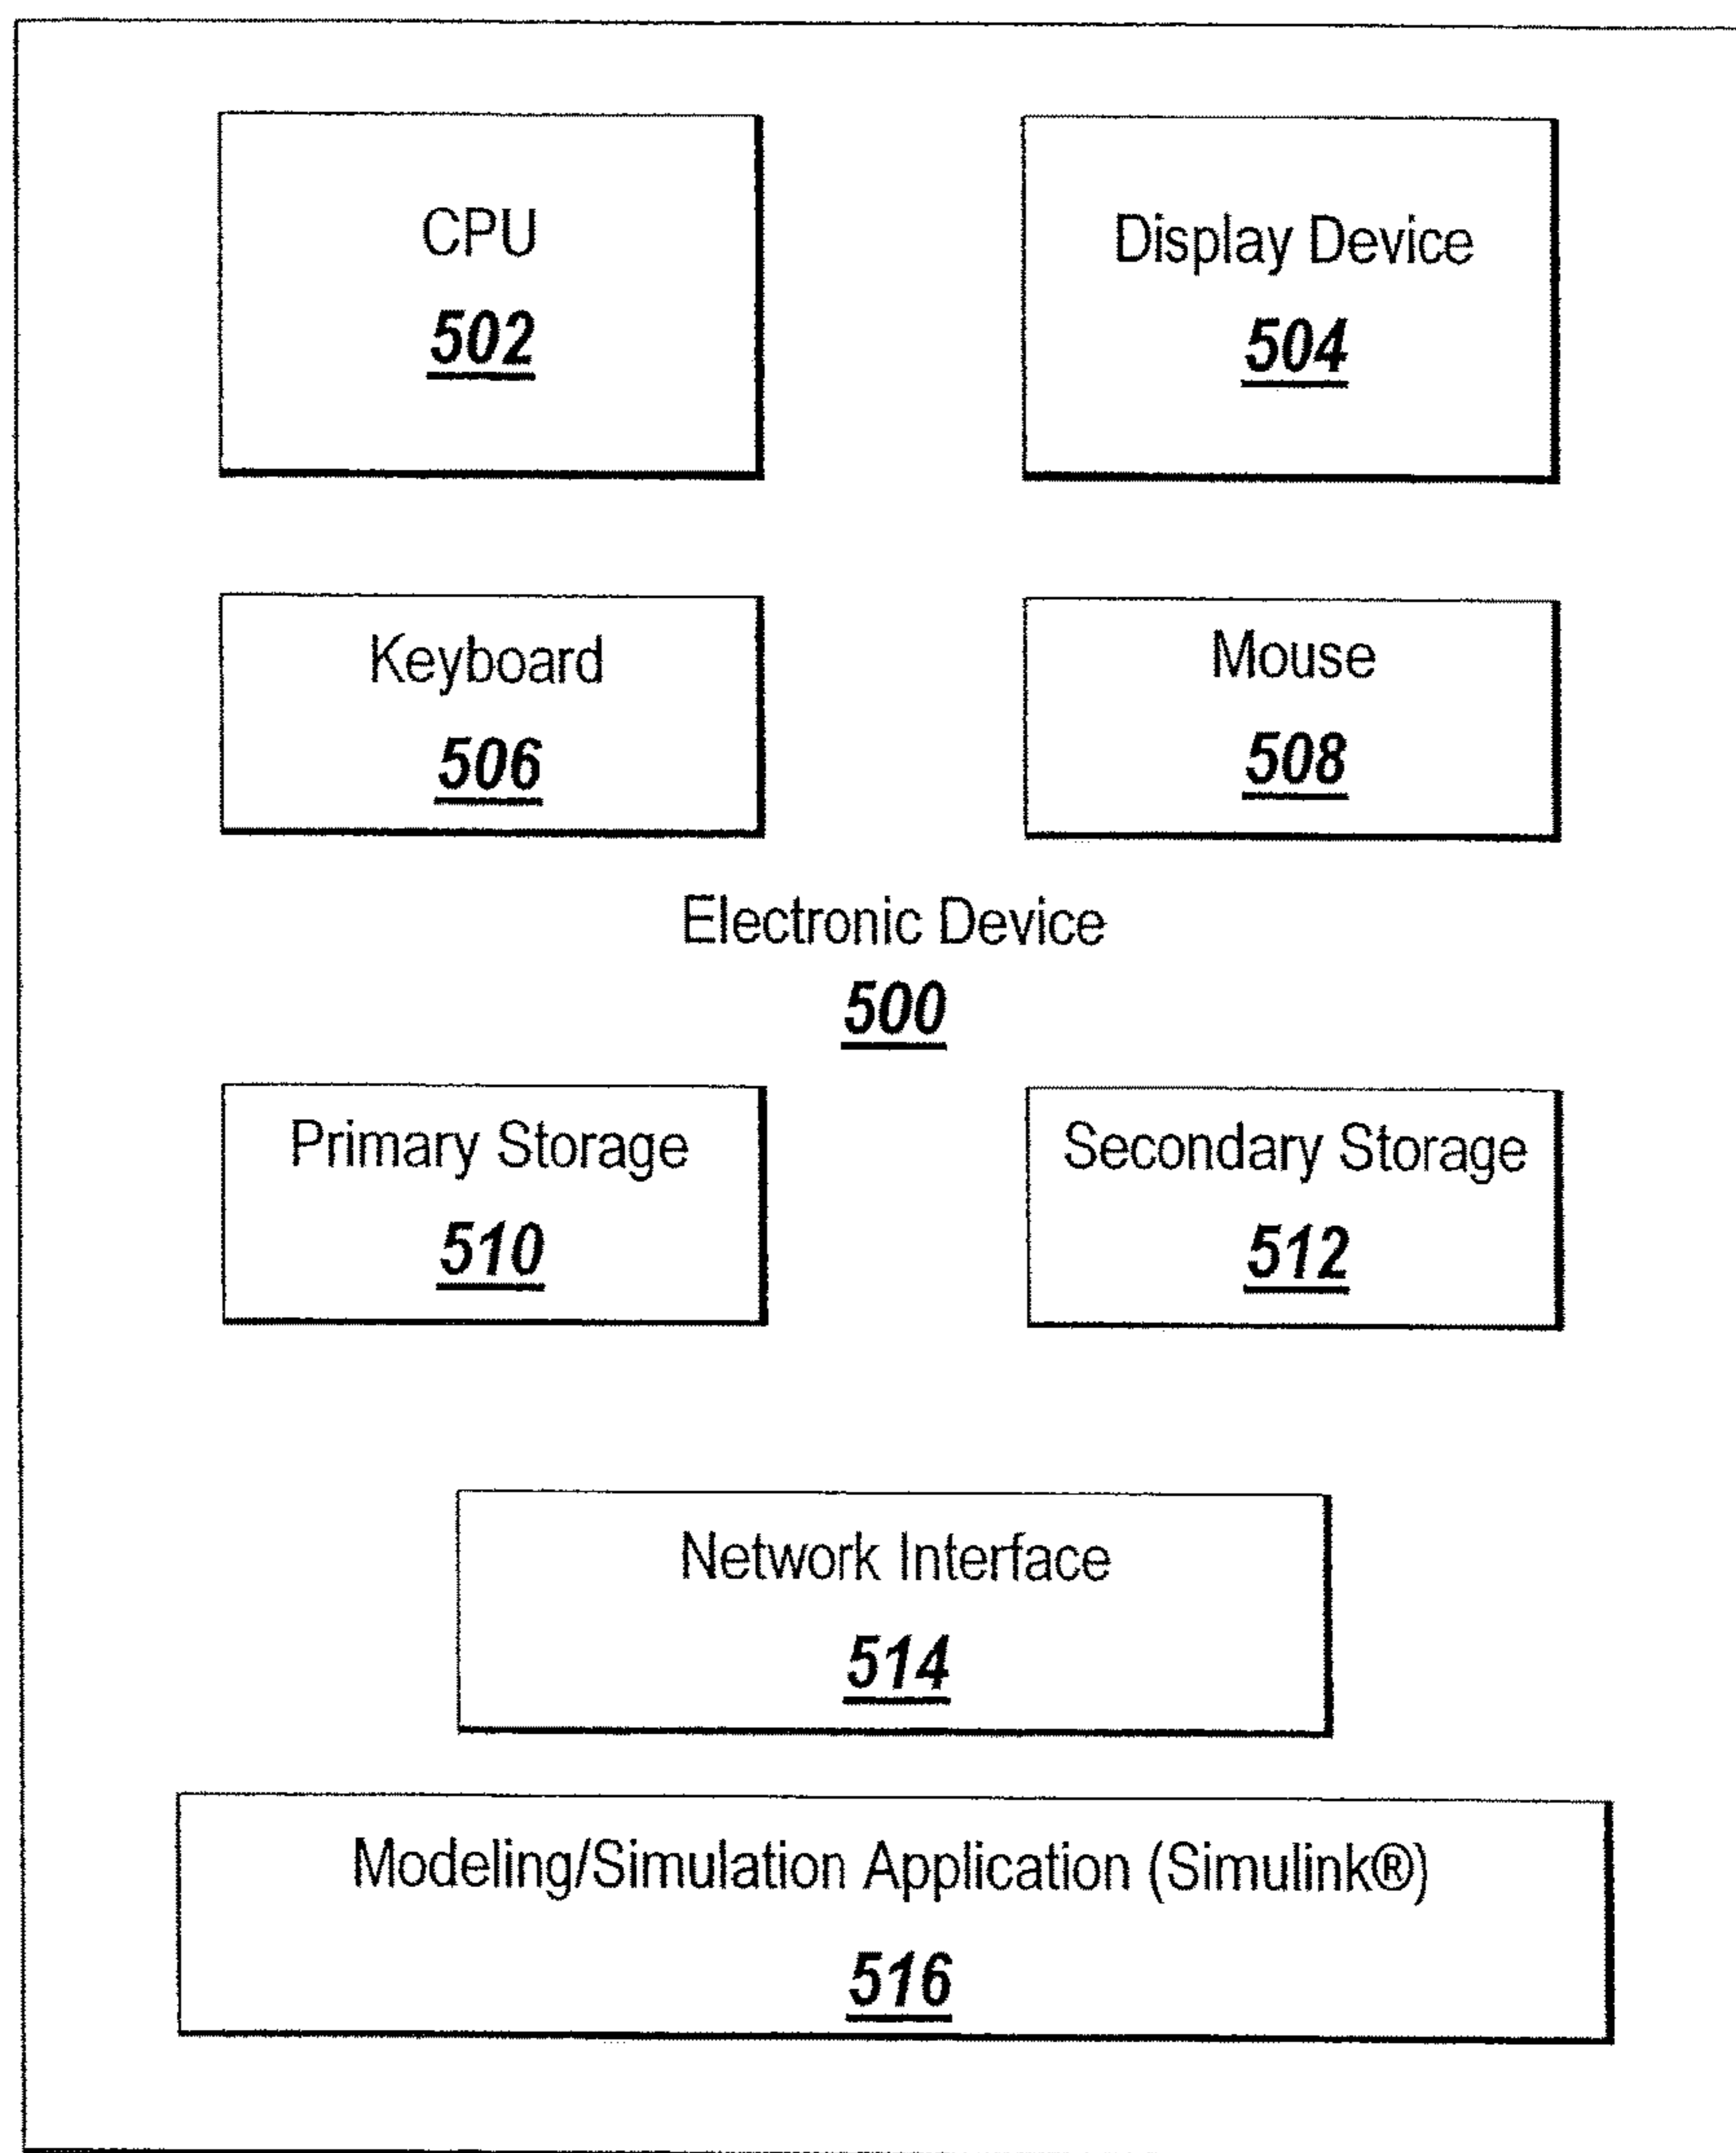 CPU
502
Display Device
504
Keyboard
506
Mouse
508
Electronic Device
500
Primary Storage
510
Secondary Storage
512
Network Interface
514
Modeling/Simulation Application (Simulink®)
516